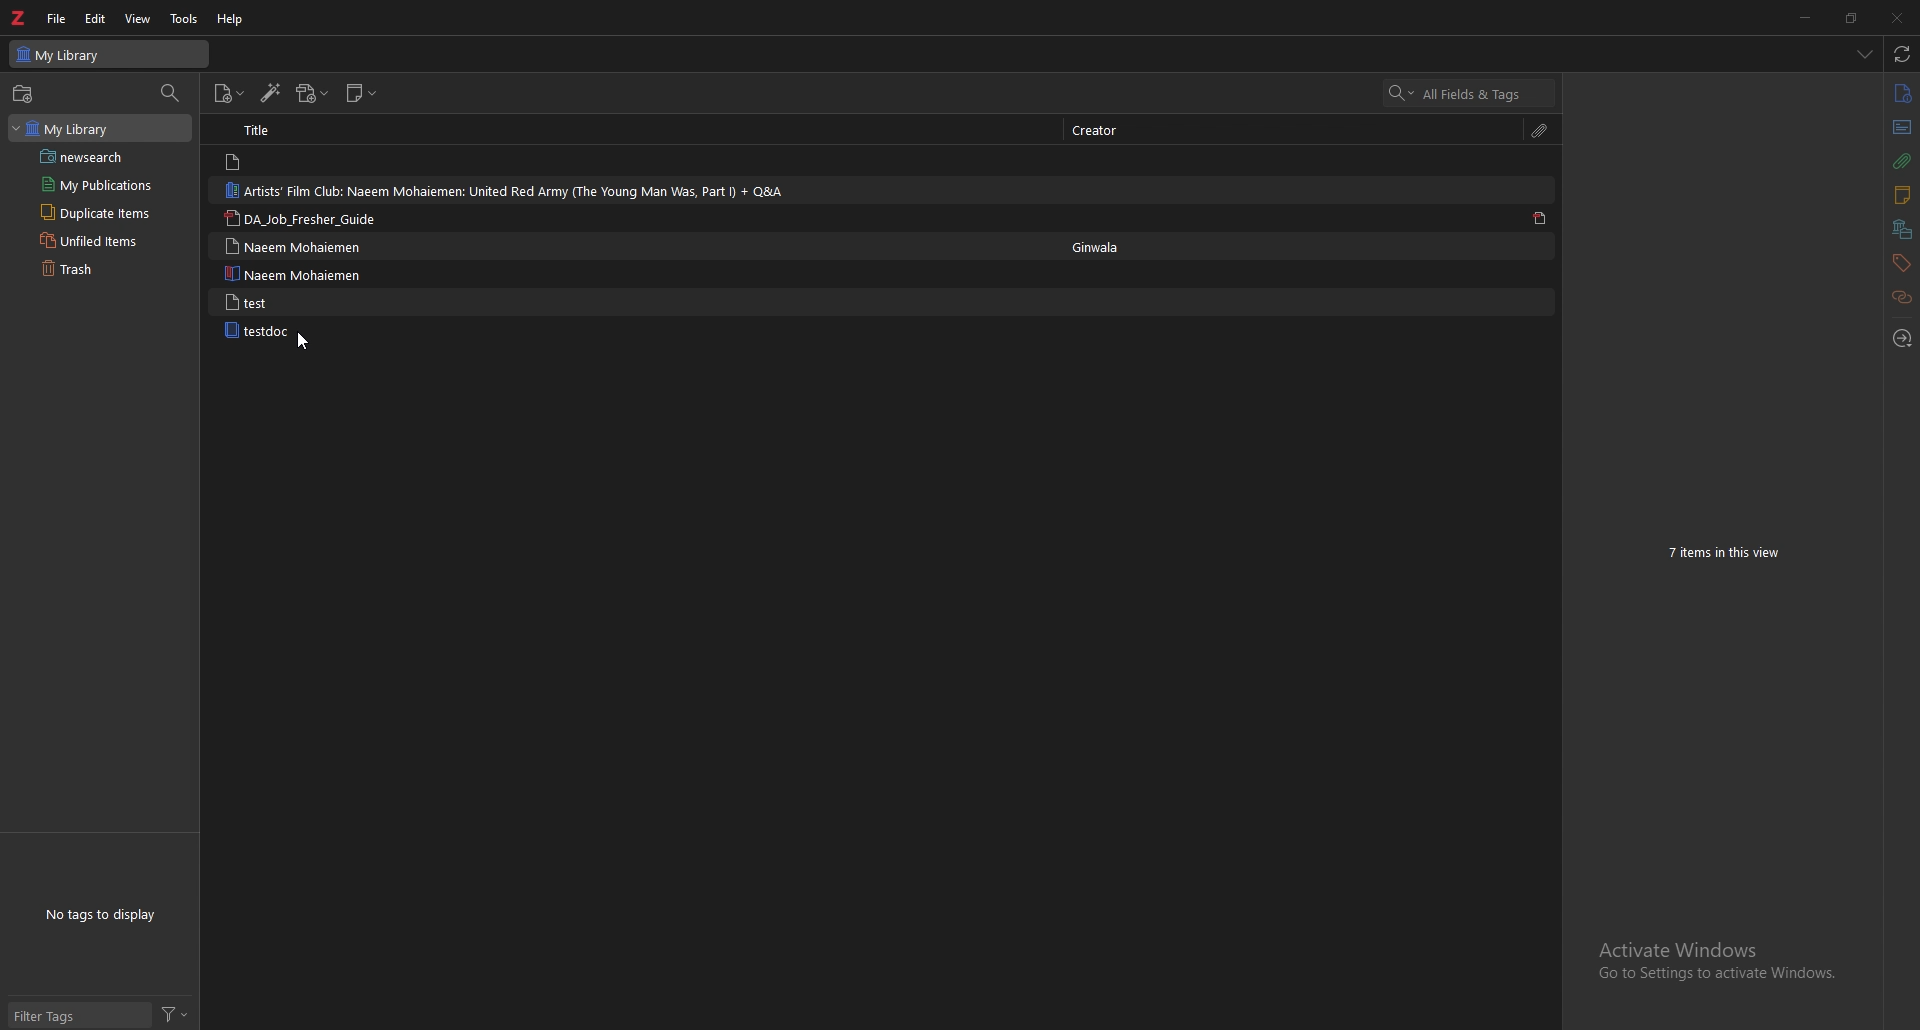 Z File Edit View Tools Help
My Library
All Fields & Tags
My Library
newsearch
My Publications
Duplicate Items
Unfiled Items
Trash
Title Creator
Artists' Film Club: Naeem Mohaiemen: United Red Army (The Young Man Was, Part I) + Q&A
DA_Job_Fresher_Guide
Naeem Mohaiemen Ginwala
Naeem Mohaiemen
test
testdoc
7 items in this view
No tags to display
Filter Tags
Activate Windows
Go to Settings to activate Windows.